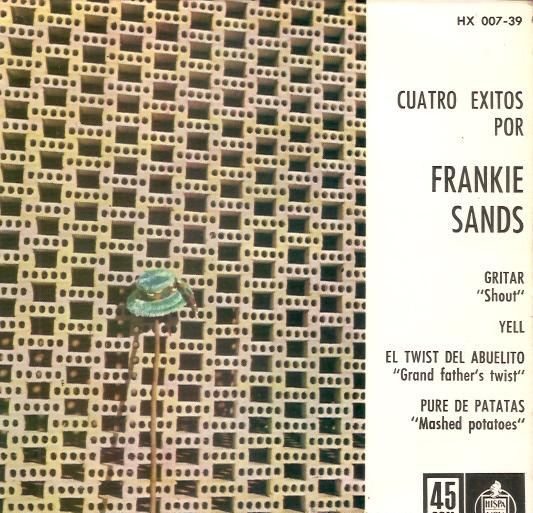 HX 007-39
CUATRO EXITOS
POR
FRANKIE
SANDS
GRITAR
"Shout"
YELL
EL TWIST DEL ABUELITO
"Grand father's twist"
PURE DE PATATAS
"Mashed potatoes"
45
HISPA